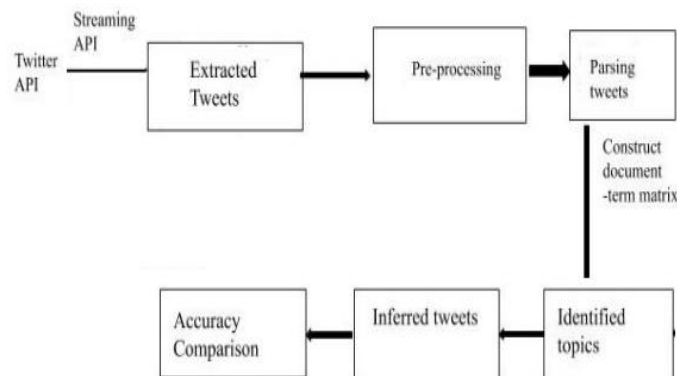 Streaming
API
Twitter
API
Extracted
Tweets
Pre-processing
Parsing
tweets
Construct
document
-term matrix
Identified
topics
Inferred tweets
Accuracy
Comparison